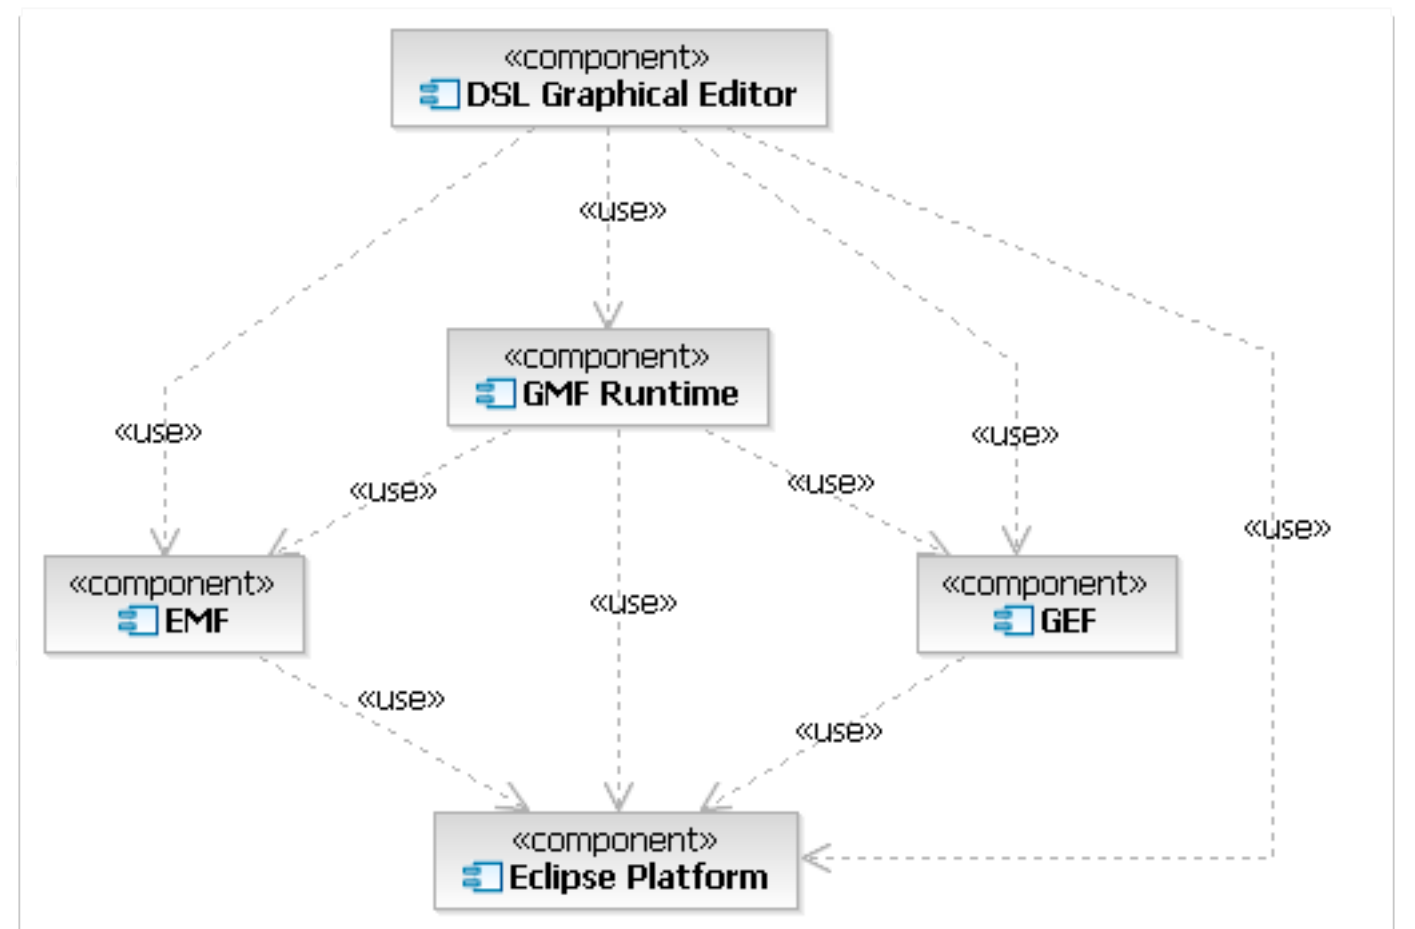 «component»
DSL Graphical Editor
«use»
«component»
GMF Runtime
«use»
«use»
«use»
«use»
«use»
«component»
EMF
«component»
GEF
«use»
«use»
«use»
«component»
Eclipse Platform